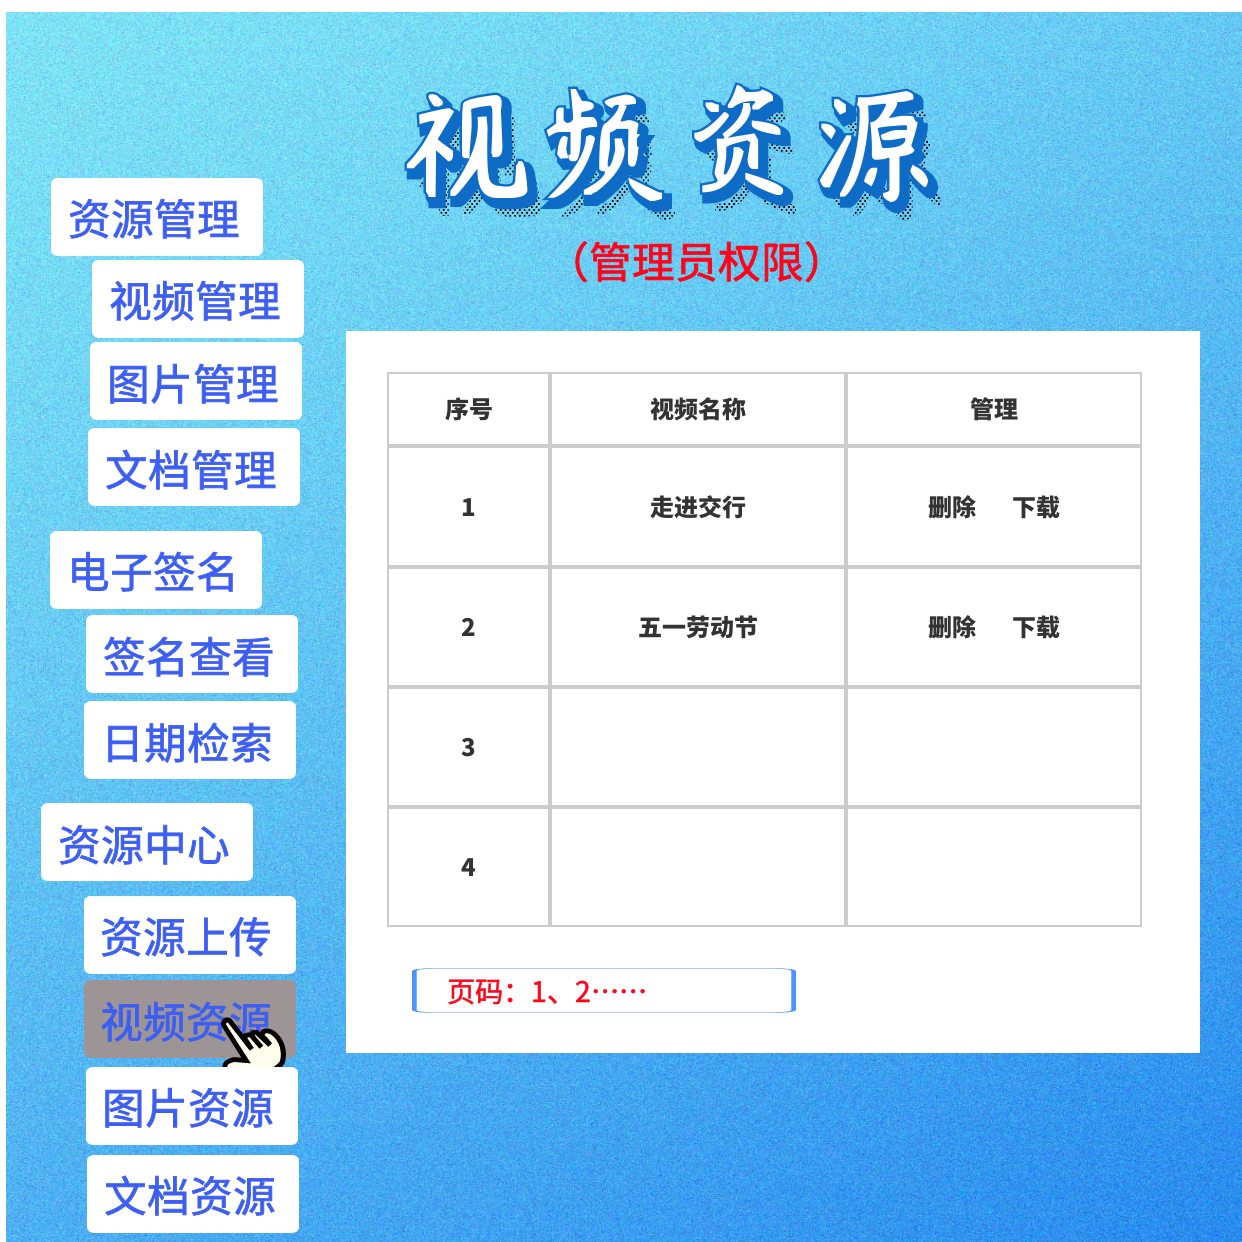 视频资源
（管理员权限）
资源管理
视频管理
图片管理
文档管理
电子签名
签名查看
日期检索
资源中心
资源上传
视频资源
图片资源
文档资源
序号 视频名称 管理
1 走进交行 删除 下载
2 五一劳动节 删除 下载
3
4
页码：1、2……